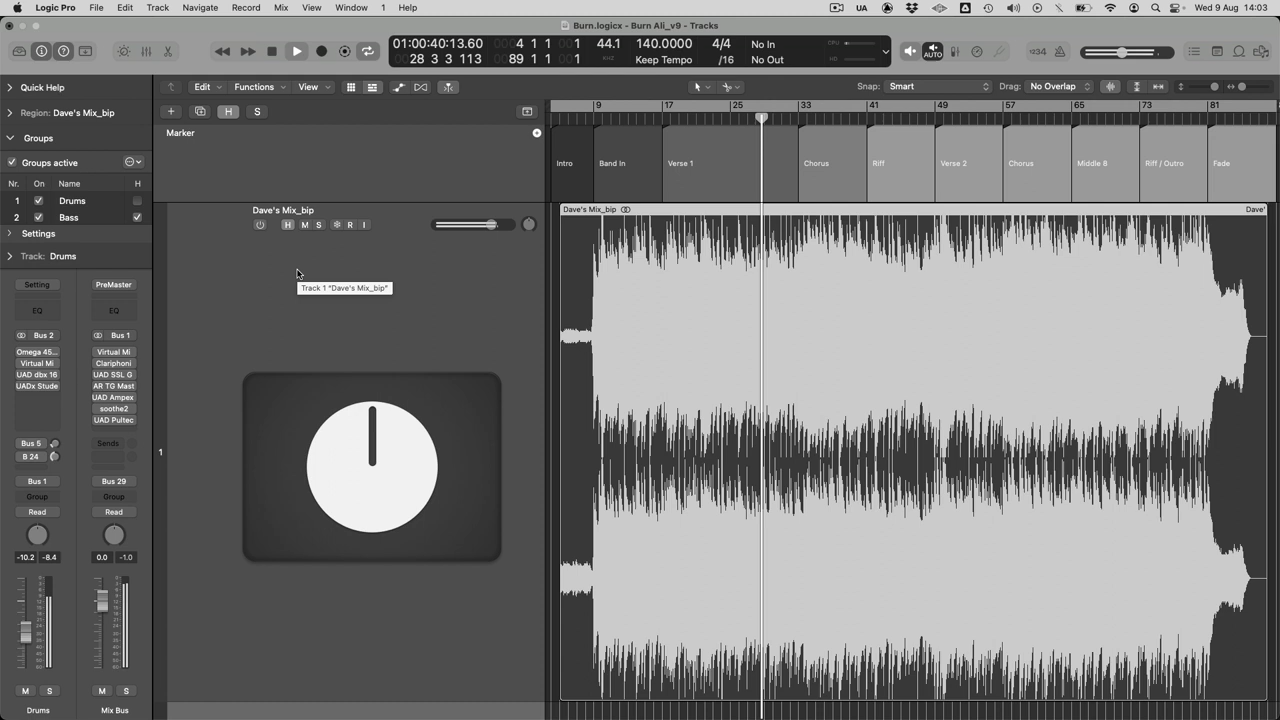 Logic Pro File Edit Track Navigate Record Mix View Window 1 Help UA Wed 9 Aug 14:03
Burn.logicx - Burn Ali_v9 - Tracks
01:00:40:13.60 4 1 1 1 44.1 140.0000 4/4 No In CPU
28 3 3 113 89 1 1 1 KHZ Keep Tempo /16 No Out HD
1234
AUTO
Quick Help
Edit Functions View Snap: Smart Drag: No Overlap
Region: Dave's Mix_bip
H S
9 17 25 33 41 49 57 65 73 81
Groups
Marker
Groups active
Intro Band In Verse 1 Chorus Riff Verse 2 Chorus Middle 8 Riff / Outro Fade
Nr. On Name H
1 Drums
2 Bass
Settings
Track: Drums
Dave's Mix_bip
H M S R I
Dave's Mix_bip Dave'
Track 1 "Dave's Mix_bip"
1
Setting PreMaster
EQ EQ
Bus 2 Bus 1
Omega 45... Virtual Mi
Virtual Mi Clariphoni
UAD dbx 16 UAD SSL G
UADx Stude AR TG Mast
UAD Ampex
soothe2
UAD Pultec
Bus 5 Sends
B 24
Bus 1 Bus 29
Group Group
Read Read
-10.2 -8.4 0.0 -1.0
M S M S
Drums Mix Bus